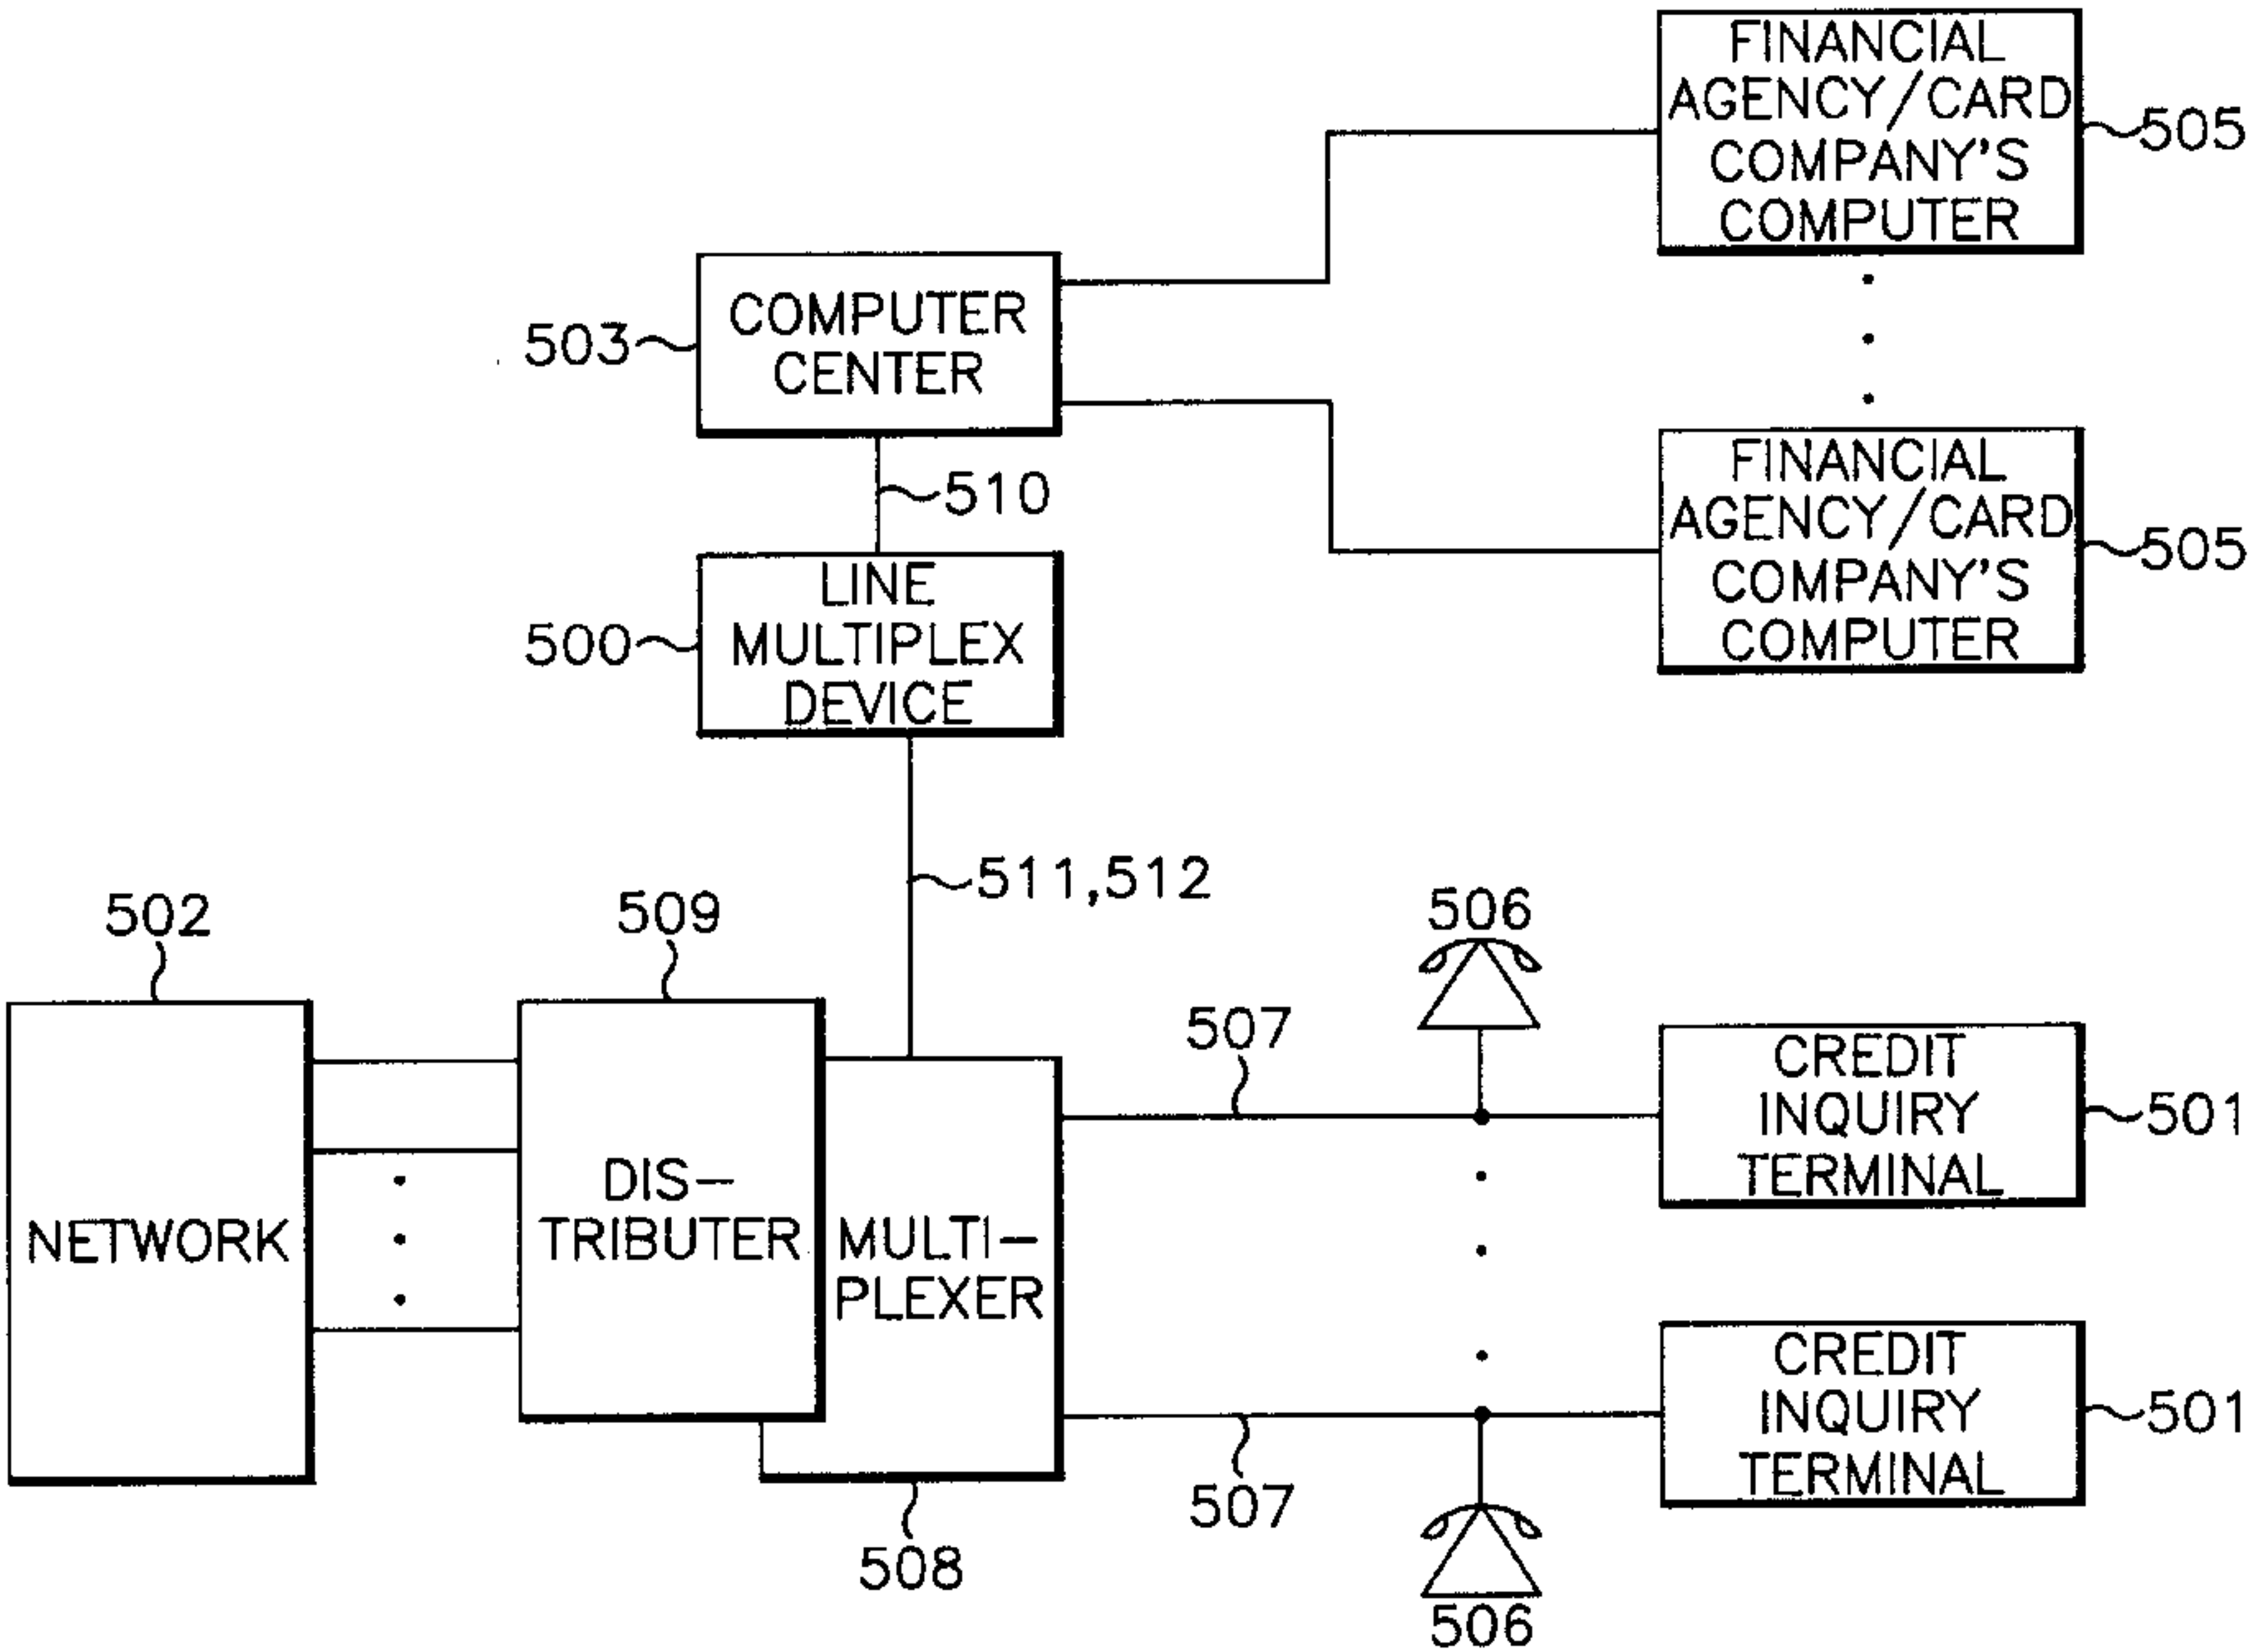 FINANCIAL
AGENCY/CARD
COMPANY'S
COMPUTER
505
COMPUTER
CENTER
503
510
FINANCIAL
AGENCY/CARD
COMPANY'S
COMPUTER
505
LINE
MULTIPLEX
DEVICE
500
511,512
502
509
506
507
NETWORK
DIS-
TRIBUTER
MULTI-
PLEXER
CREDIT
INQUIRY
TERMINAL
501
CREDIT
INQUIRY
TERMINAL
501
507
508
506